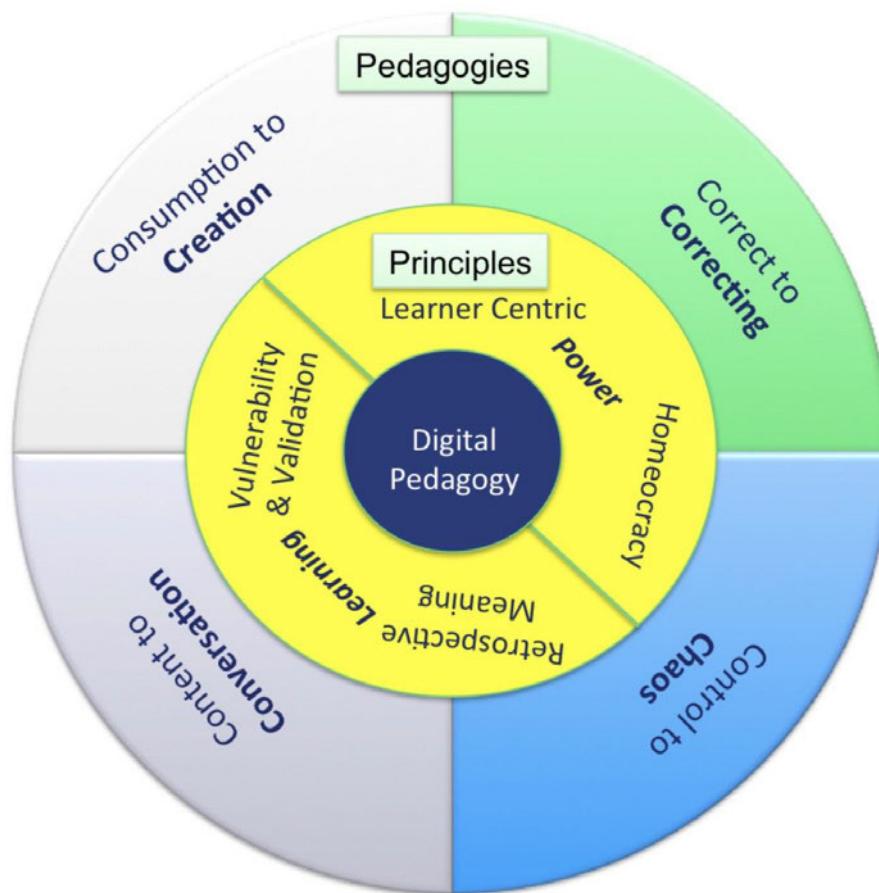 Pedagogies
Consumption to
Creation
Correct to
Correcting
Principles
Learner Centric
Power
Homeocracy
Vulnerability
& Validation
Learning
Retrospective
Meaning
Digital
Pedagogy
Content to
Conversation
Control to
Chaos